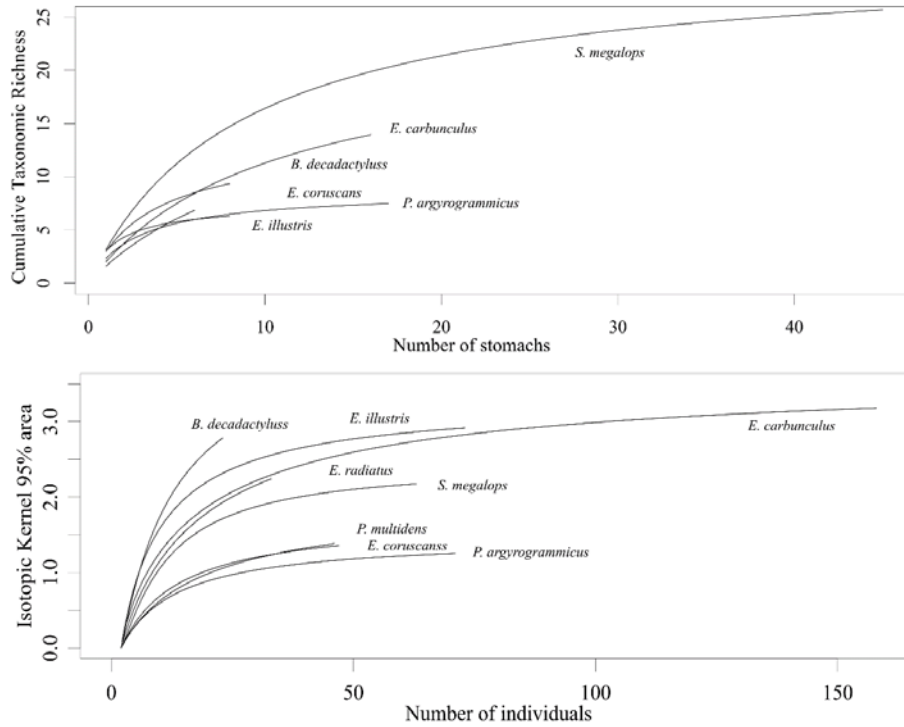 Cumulative Taxonomic Richness
25
20
15
10
5
0
S. megalops
E. carbunculus
B. decadactyluss
E. coruscans
P. argyrogrammicus
E. illustris
0 10 20 30 40
Number of stomachs
Isotopic Kernel 95% area
3.0
2.0
1.0
0.0
B. decadactyluss
E. illustris
E. carbunculus
E. radiatus
S. megalops
P. multidens
E. coruscanss
P. argyrogrammicus
0 50 100 150
Number of individuals